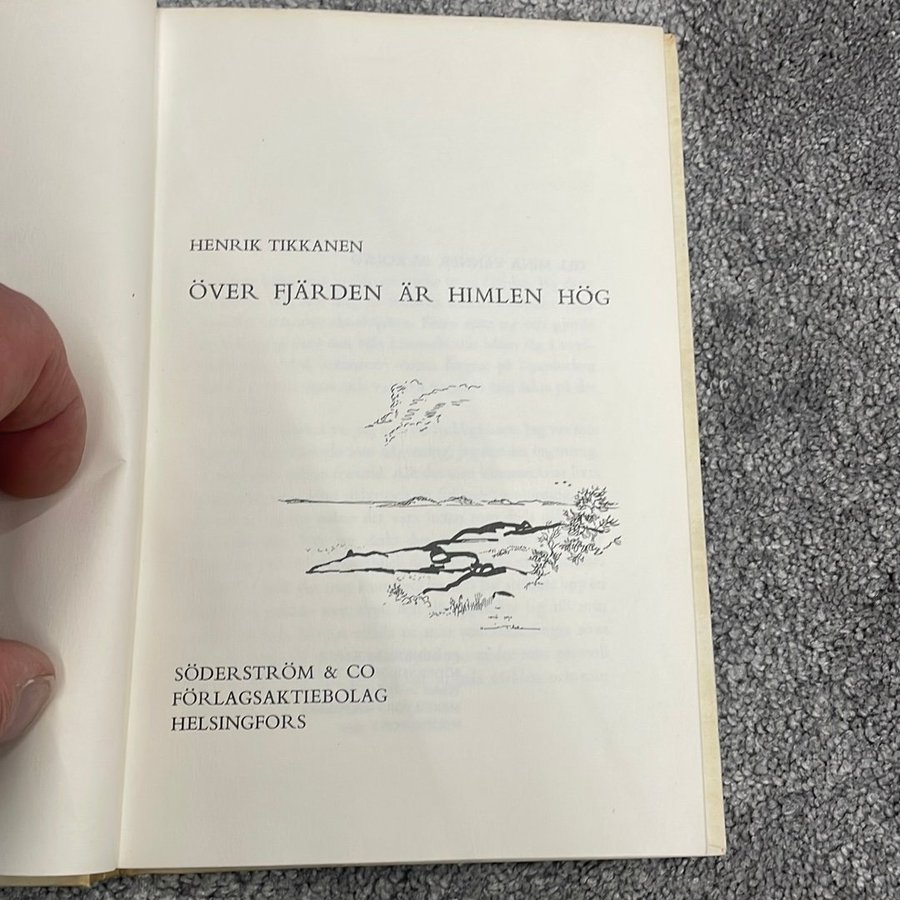 HENRIK TIKKANEN
ÖVER FJÄRDEN ÄR HIMLEN HÖG
SÖDERSTRÖM & CO
FÖRLAGSAKTIEBOLAG
HELSINGFORS